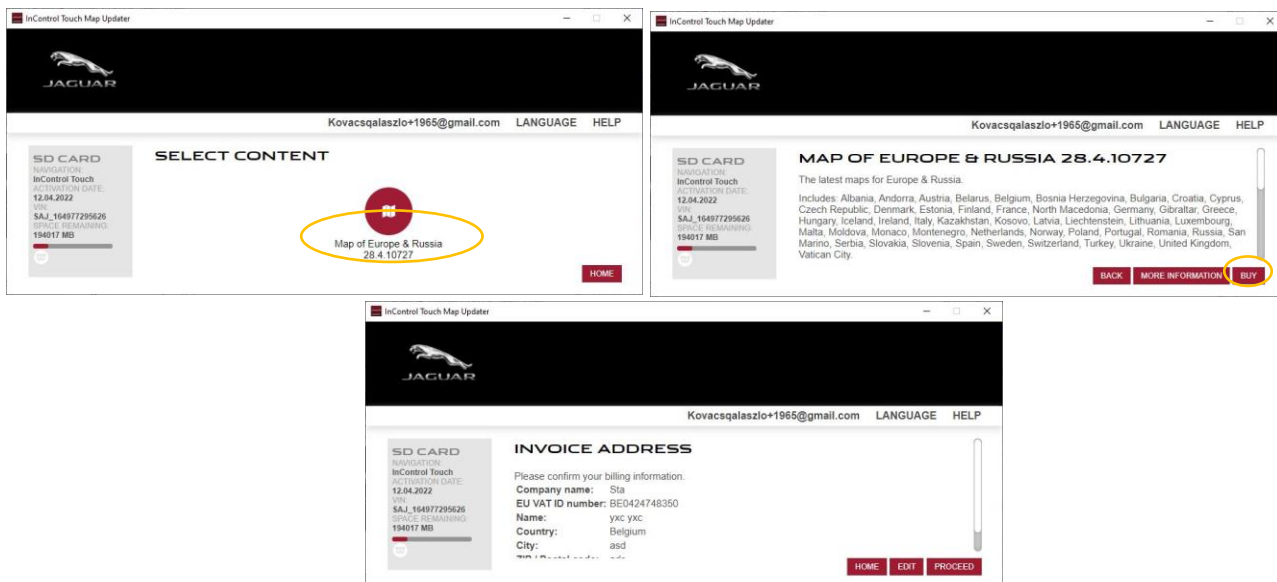 InControl Touch Map Updater
JAGUAR
Kovacsqalaszlo+1965@gmail.com LANGUAGE HELP
SD CARD
NAVIGATION:
InControl Touch
ACTIVATION DATE:
12.04.2022
VIN:
SAJ_164977295626
SPACE REMAINING:
194017 MB
SELECT CONTENT
Map of Europe & Russia
28.4.10727
HOME
InControl Touch Map Updater
JAGUAR
Kovacsqalaszlo+1965@gmail.com LANGUAGE HELP
SD CARD
NAVIGATION:
InControl Touch
ACTIVATION DATE:
12.04.2022
VIN:
SAJ_164977295626
SPACE REMAINING:
194017 MB
MAP OF EUROPE & RUSSIA 28.4.10727
The latest maps for Europe & Russia.
Includes: Albania, Andorra, Austria, Belarus, Belgium, Bosnia Herzegovina, Bulgaria, Croatia, Cyprus,
Czech Republic, Denmark, Estonia, Finland, France, North Macedonia, Germany, Gibraltar, Greece,
Hungary, Iceland, Ireland, Italy, Kazakhstan, Kosovo, Latvia, Liechtenstein, Lithuania, Luxembourg,
Malta, Moldova, Monaco, Montenegro, Netherlands, Norway, Poland, Portugal, Romania, Russia, San
Marino, Serbia, Slovakia, Slovenia, Spain, Sweden, Switzerland, Turkey, Ukraine, United Kingdom,
Vatican City.
BACK MORE INFORMATION BUY
InControl Touch Map Updater
JAGUAR
Kovacsqalaszlo+1965@gmail.com LANGUAGE HELP
SD CARD
NAVIGATION:
InControl Touch
ACTIVATION DATE:
12.04.2022
VIN:
SAJ_164977295626
SPACE REMAINING:
194017 MB
INVOICE ADDRESS
Please confirm your billing information.
Company name: Sta
EU VAT ID number: BE0424748350
Name: yxc yxc
Country: Belgium
City: asd
HOME EDIT PROCEED